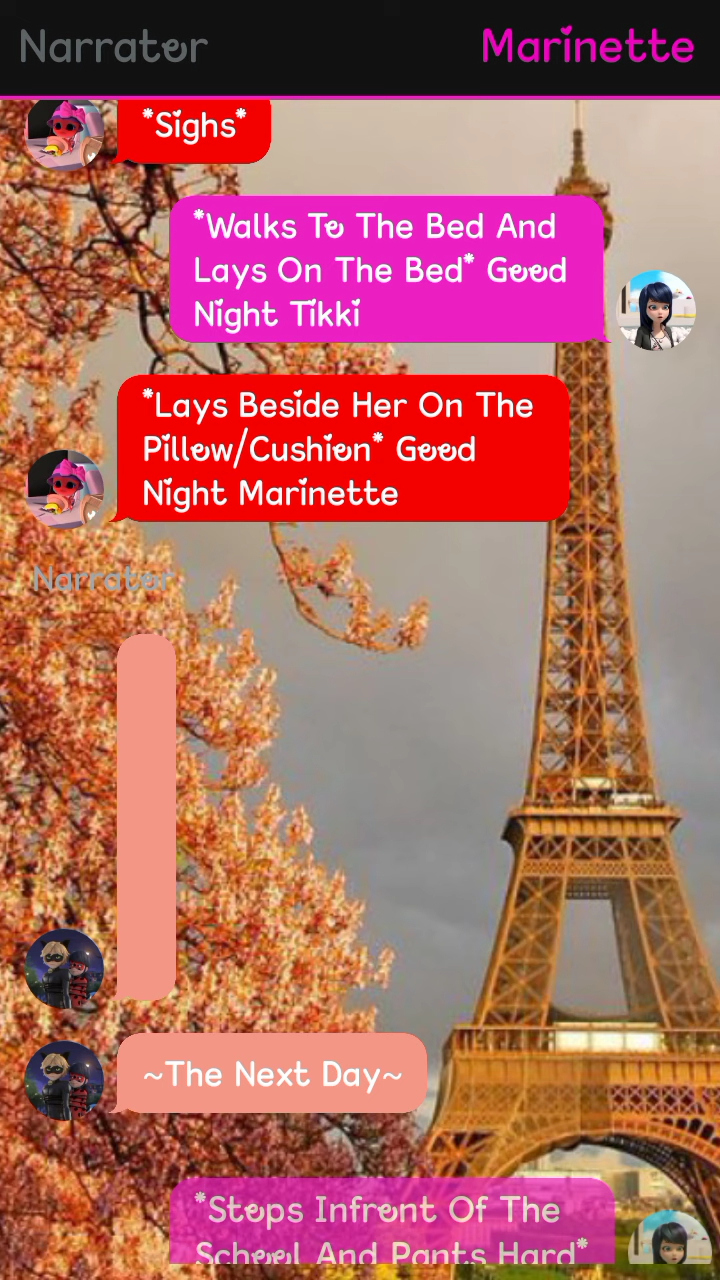 Narrator
Marinette
*Sighs*
*Walks To The Bed And
Lays On The Bed* Good
Night Tikki
*Lays Beside Her On The
Pillow/Cushion* Good
Night Marinette
Narrator
~The Next Day~
*Stops Infront Of The
School And Pants Hard*